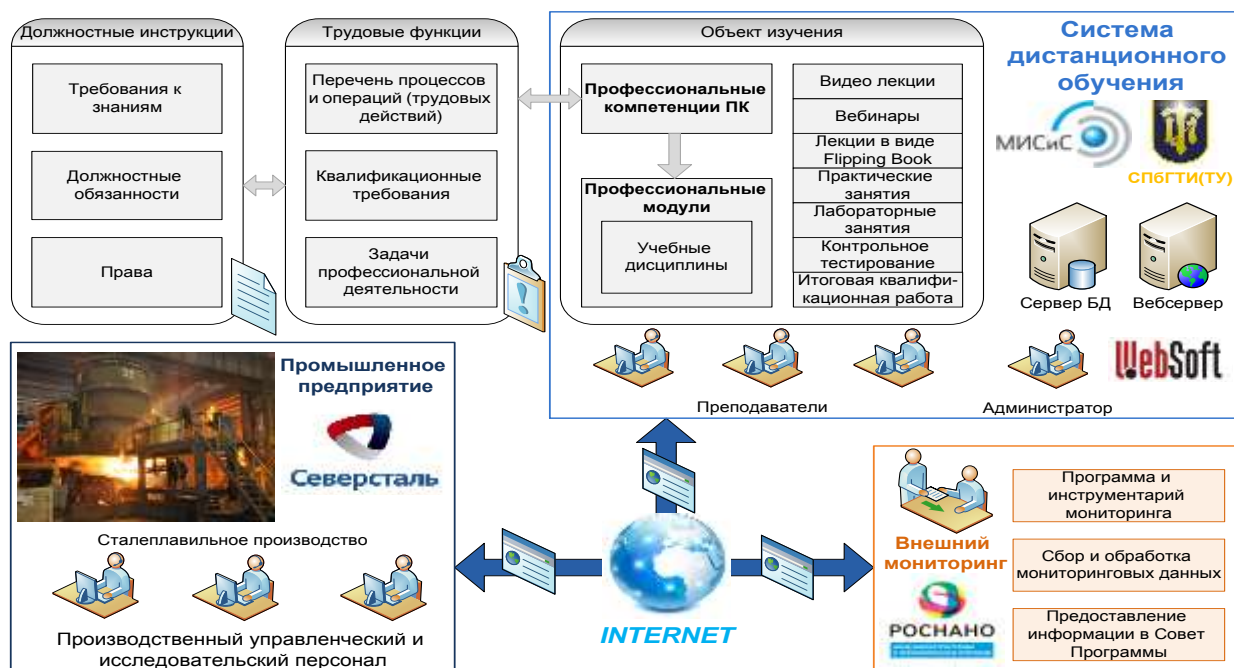 Должностные инструкции
Требования к
знаниям
Должностные
обязанности
Права
Трудовые функции
Перечень процессов
и операций (трудовых
действий)
Квалификационные
требования
Задачи
профессиональной
деятельности
Объект изучения
Профессиональные
компетенции ПК
Профессиональные
модули
Учебные
дисциплины
Видео лекции
Вебинары
Лекции в виде
Flipping Book
Практические
занятия
Лабораторные
занятия
Контрольное
тестирование
Итоговая квалифи-
кационная работа
Система
дистанционного
обучения
МИСиС
СПбГТИ(ТУ)
Сервер БД
Вебсервер
WebSoft
Преподаватели
Администратор
Промышленное
предприятие
Северсталь
Сталеплавильное производство
Производственный управленческий и
исследовательский персонал
INTERNET
Внешний
мониторинг
РОСНАНО
Программа и
инструментарий
мониторинга
Сбор и обработка
мониторинговых данных
Предоставление
информации в Совет
Программы